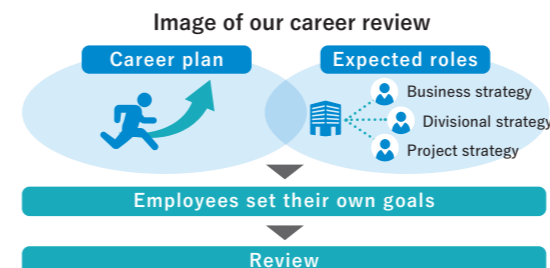 Image of our career review
Career plan
Expected roles
Business strategy
Divisional strategy
Project strategy
Employees set their own goals
Review